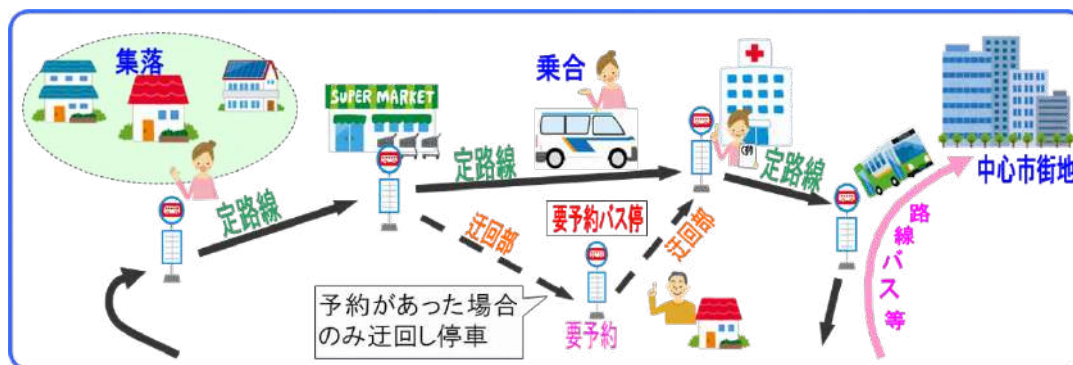 集落
SUPER MARKET
乗合
定路線
定路線
定路線
中心市街地
路線バス等
迂回部
要予約バス停
迂回部
予約があった場合
のみ迂回し停車
要予約